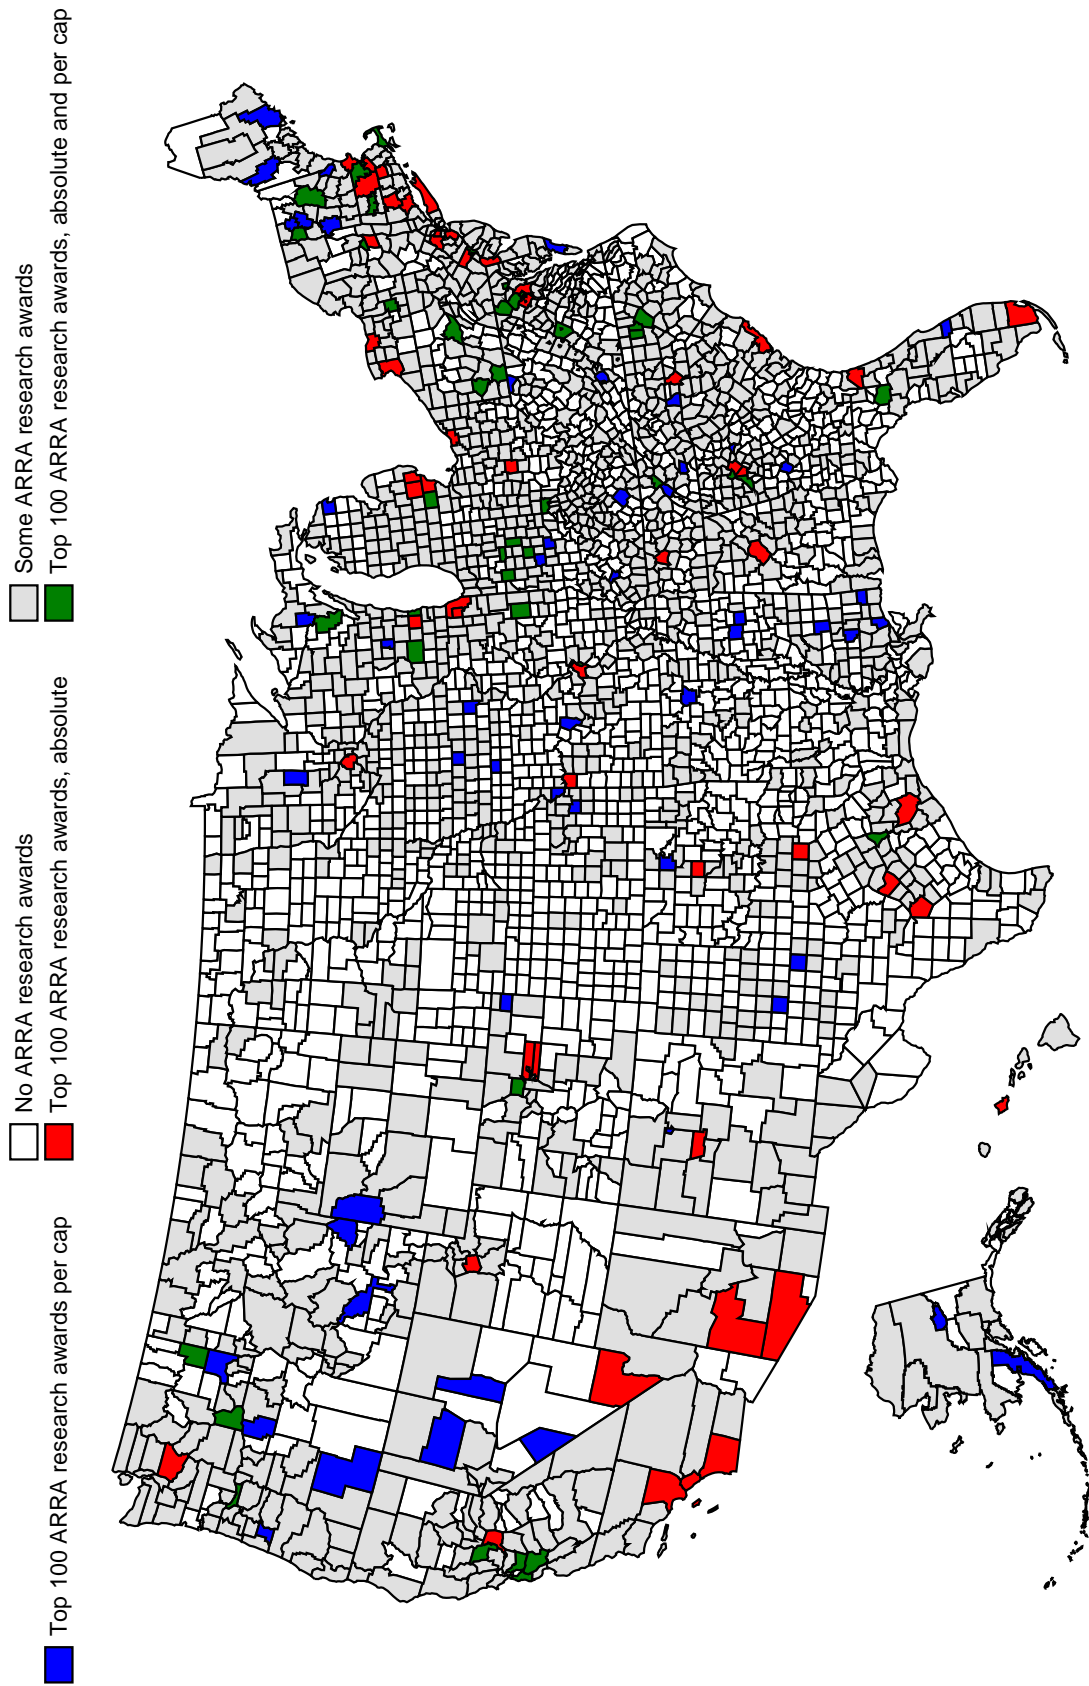 No ARRA research awards
Some ARRA research awards
Top 100 ARRA research awards per cap
Top 100 ARRA research awards, absolute
Top 100 ARRA research awards, absolute and per cap